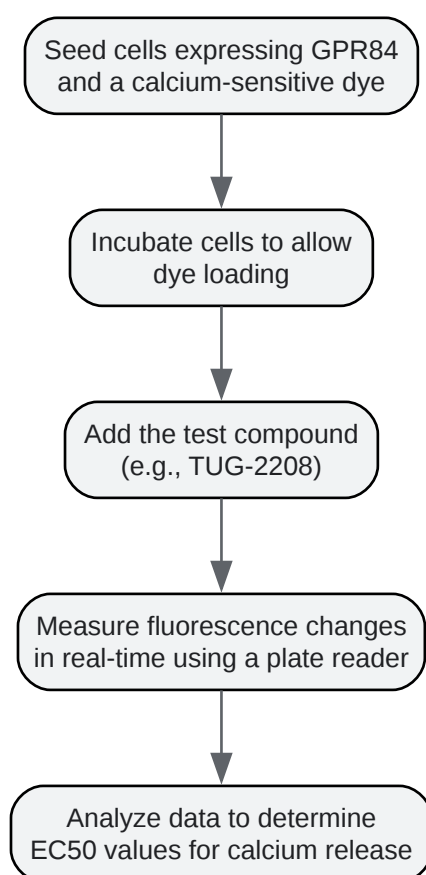 Seed cells expressing GPR84
and a calcium-sensitive dye
Incubate cells to allow
dye loading
Add the test compound
(e.g., TUG-2208)
Measure fluorescence changes
in real-time using a plate reader
Analyze data to determine
EC50 values for calcium release